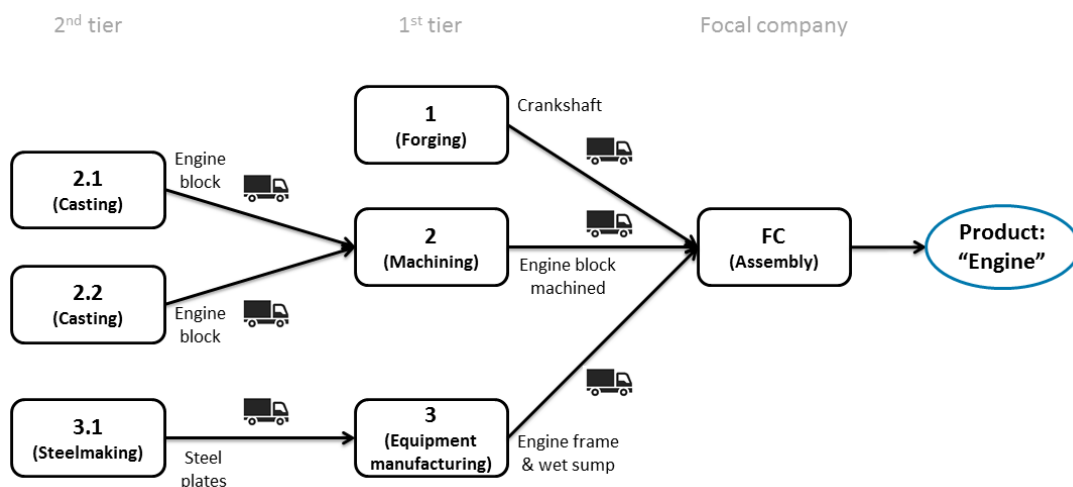 2nd tier
1st tier
Focal company
1
(Forging)
Crankshaft
2.1
(Casting)
Engine
block
2
(Machining)
Engine block
machined
FC
(Assembly)
Product:
“Engine”
2.2
(Casting)
Engine
block
3.1
(Steelmaking)
Steel
plates
3
(Equipment
manufacturing)
Engine frame
& wet sump